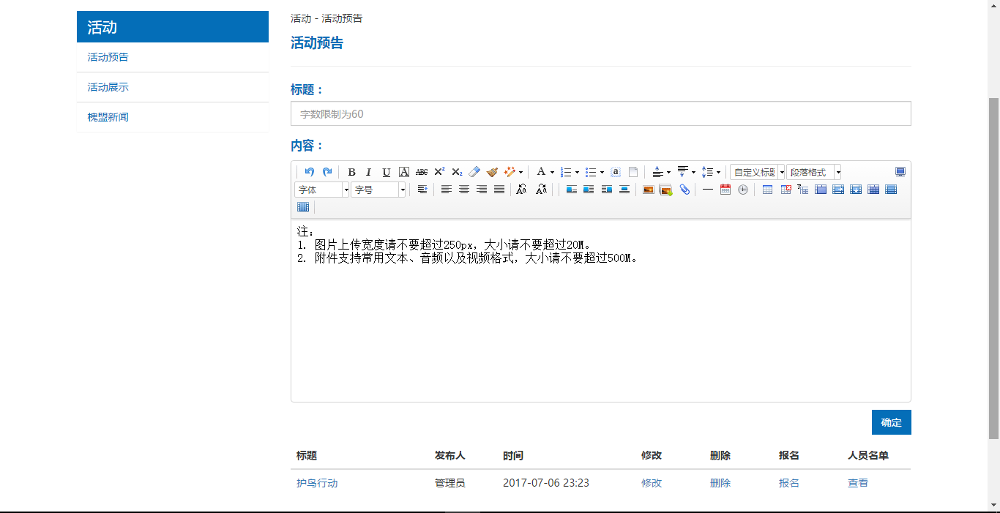 活动
活动预告
活动展示
槐盟新闻
活动 - 活动预告
活动预告
标题：
字数限制为60
内容：
B I U A ABC X² X₂ A a 自定义标题 段落格式
字体 字号
注：
1. 图片上传宽度请不要超过250px，大小请不要超过20M。
2. 附件支持常用文本、音频以及视频格式，大小请不要超过500M。
确定
标题 发布人 时间 修改 删除 报名 人员名单
护鸟行动 管理员 2017-07-06 23:23 修改 删除 报名 查看